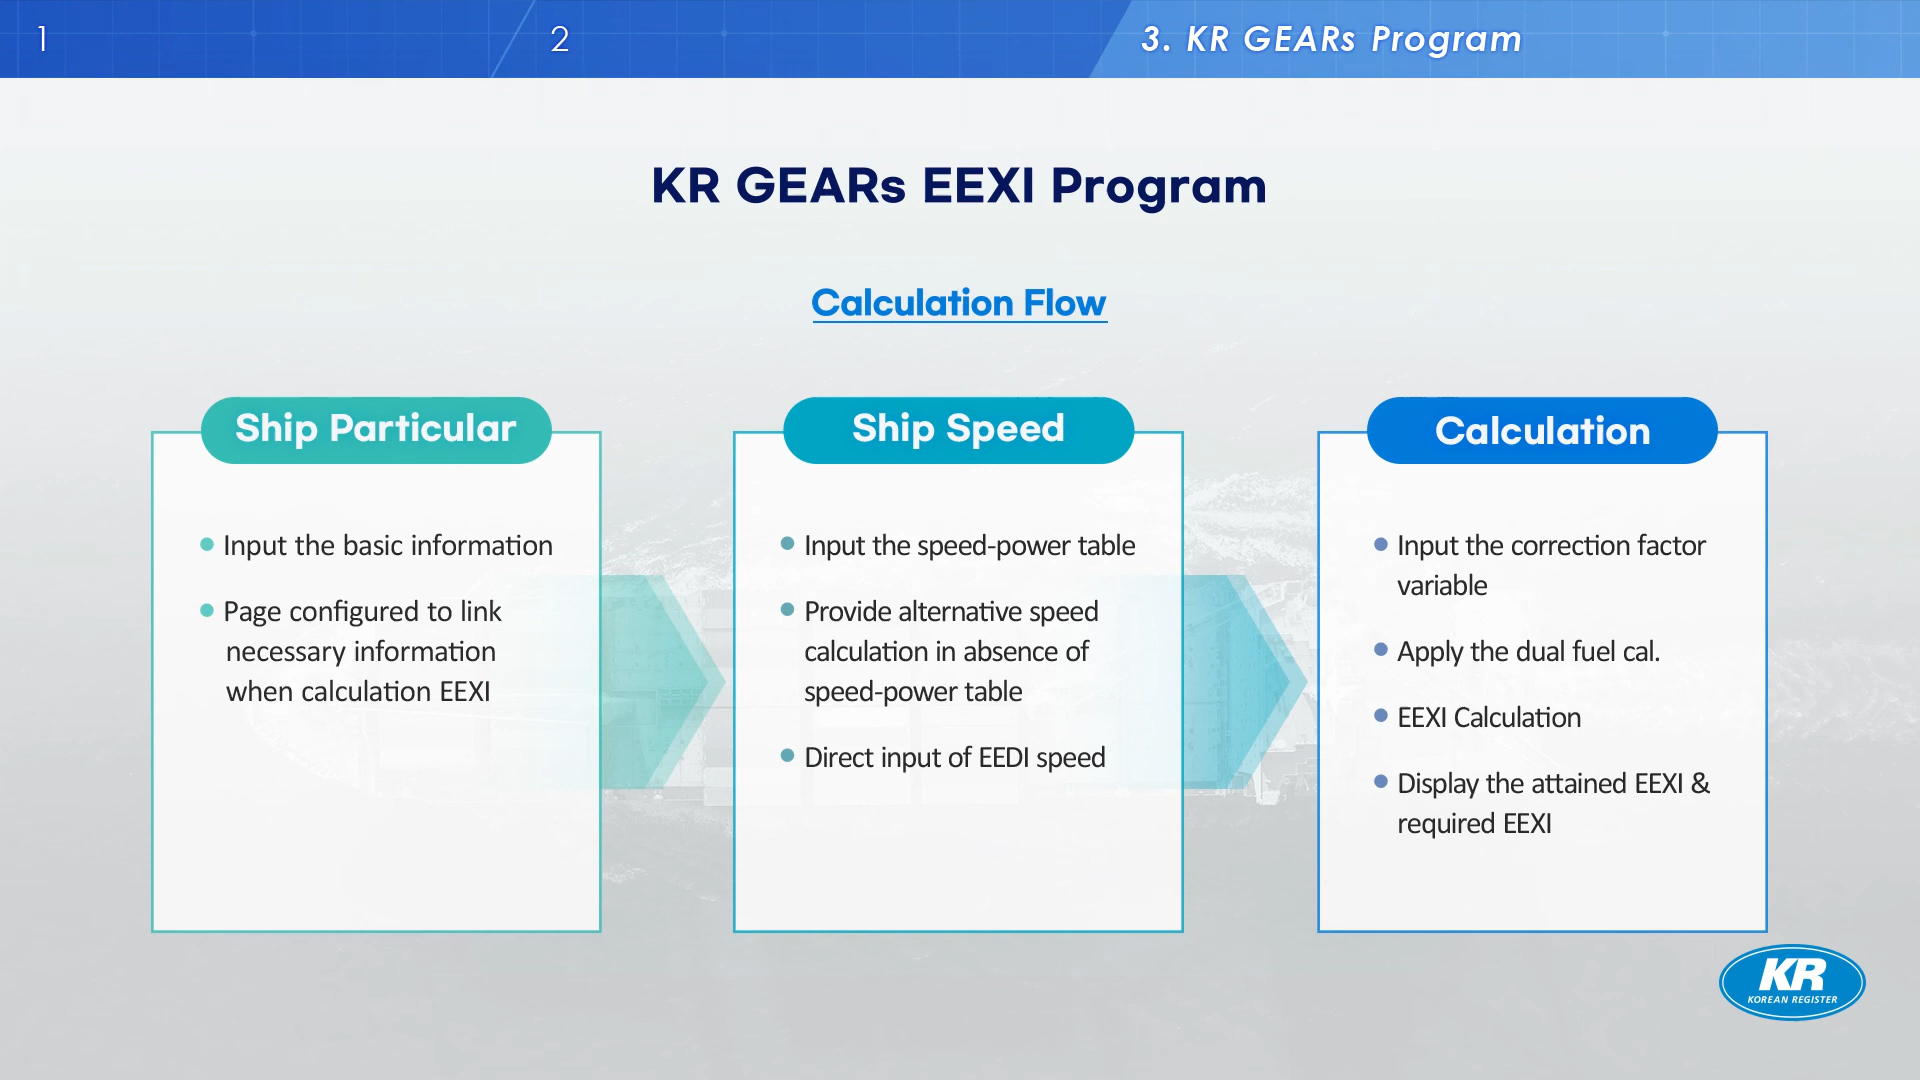 1
2
3. KR GEARs Program
KR GEARs EEXI Program
Calculation Flow
Ship Particular
Input the basic information
Page configured to link
necessary information
when calculation EEXI
Ship Speed
Input the speed-power table
Provide alternative speed
calculation in absence of
speed-power table
Direct input of EEDI speed
Calculation
Input the correction factor
variable
Apply the dual fuel cal.
EEXI Calculation
Display the attained EEXI &
required EEXI
KR
KOREAN REGISTER